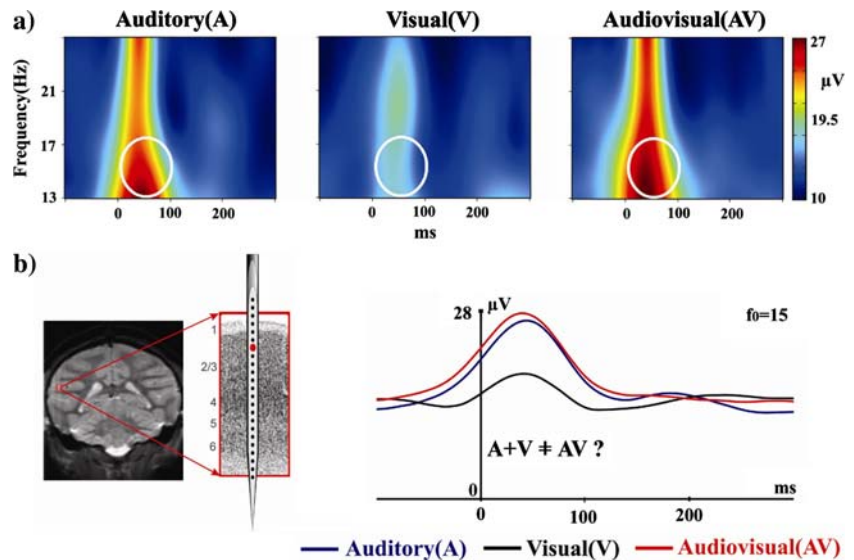 a) Auditory(A) Visual(V) Audiovisual(AV)
Frequency(Hz)
21
17
13
0 100 200
0 100 200
0 100 200
ms
27
µV
19.5
10
b)
1
2/3
4
5
6
28
µV
f0=15
A+V ≠ AV ?
0
ms
0 100 200
Auditory(A) Visual(V) Audiovisual(AV)